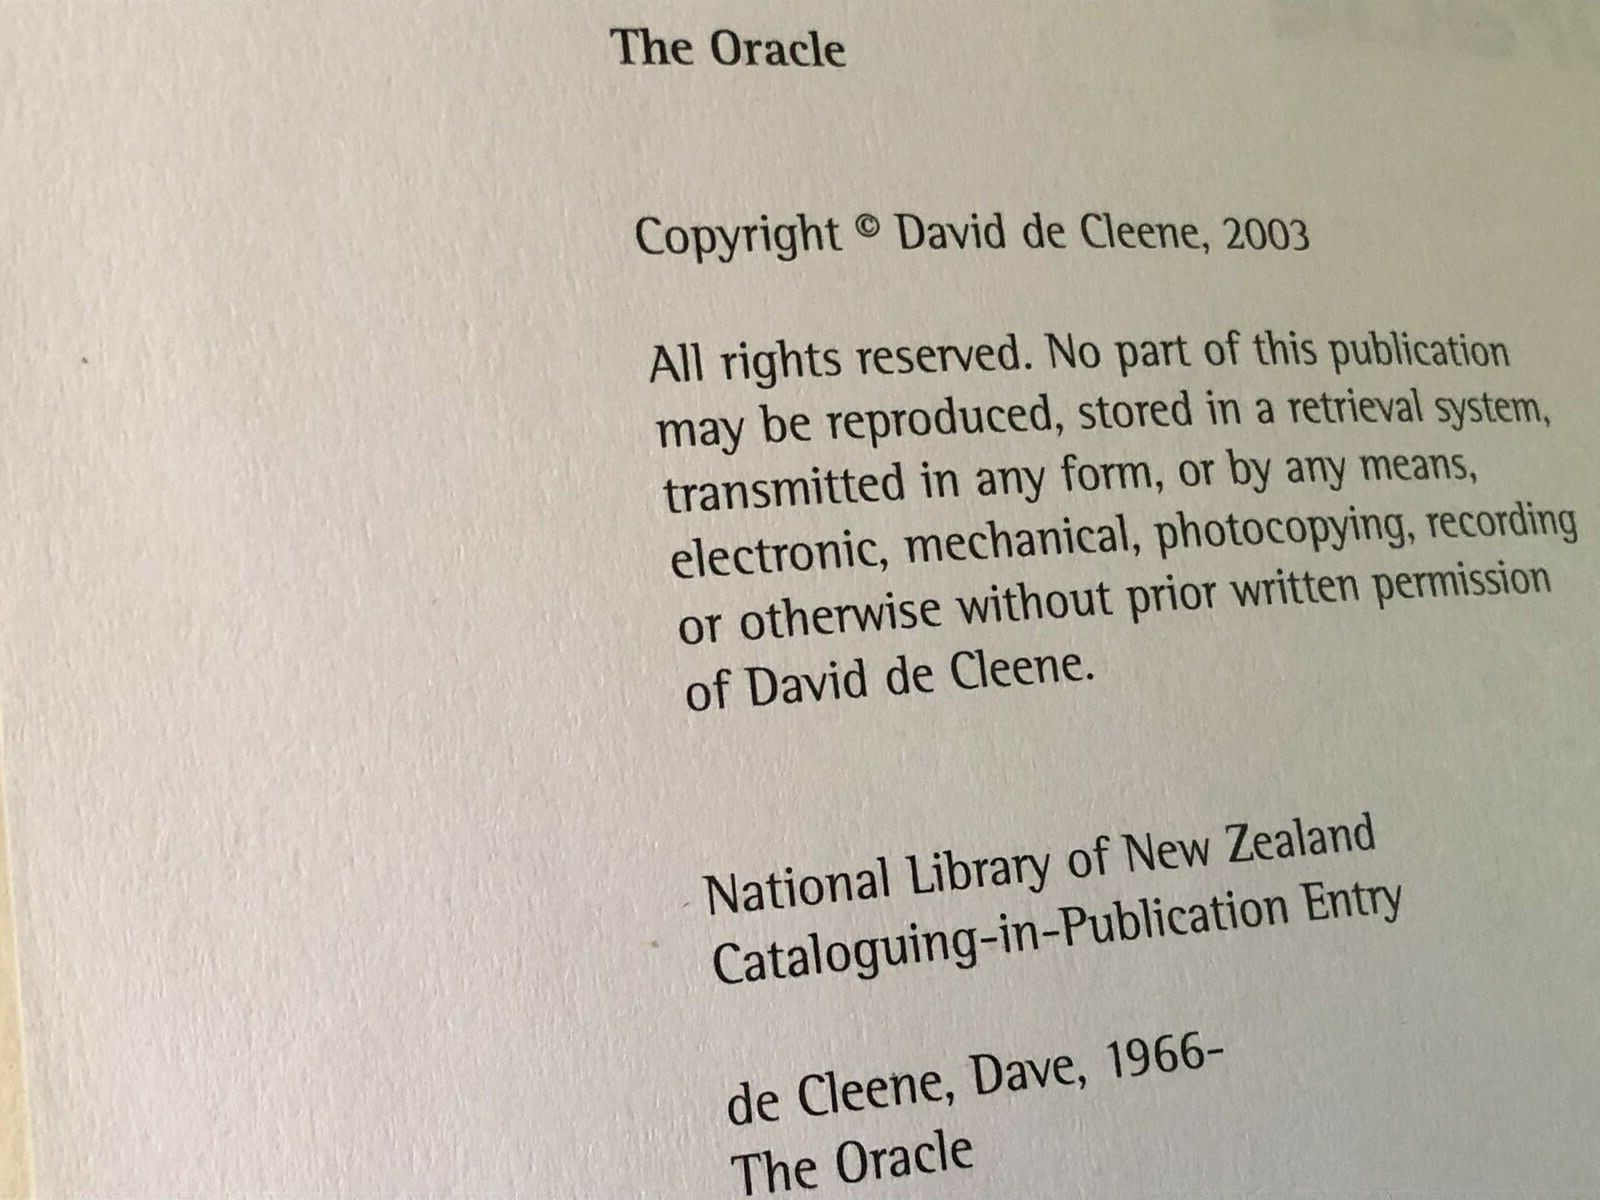 The Oracle
Copyright © David de Cleene, 2003
All rights reserved. No part of this publication
may be reproduced, stored in a retrieval system,
transmitted in any form, or by any means,
electronic, mechanical, photocopying, recording
or otherwise without prior written permission
of David de Cleene.
National Library of New Zealand
Cataloguing-in-Publication Entry
de Cleene, Dave, 1966-
The Oracle